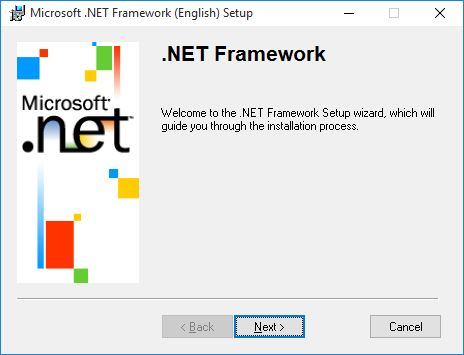 Microsoft .NET Framework (English) Setup
.NET Framework
Microsoft®
.net
Welcome to the .NET Framework Setup wizard, which will
guide you through the installation process.
< Back
Next >
Cancel